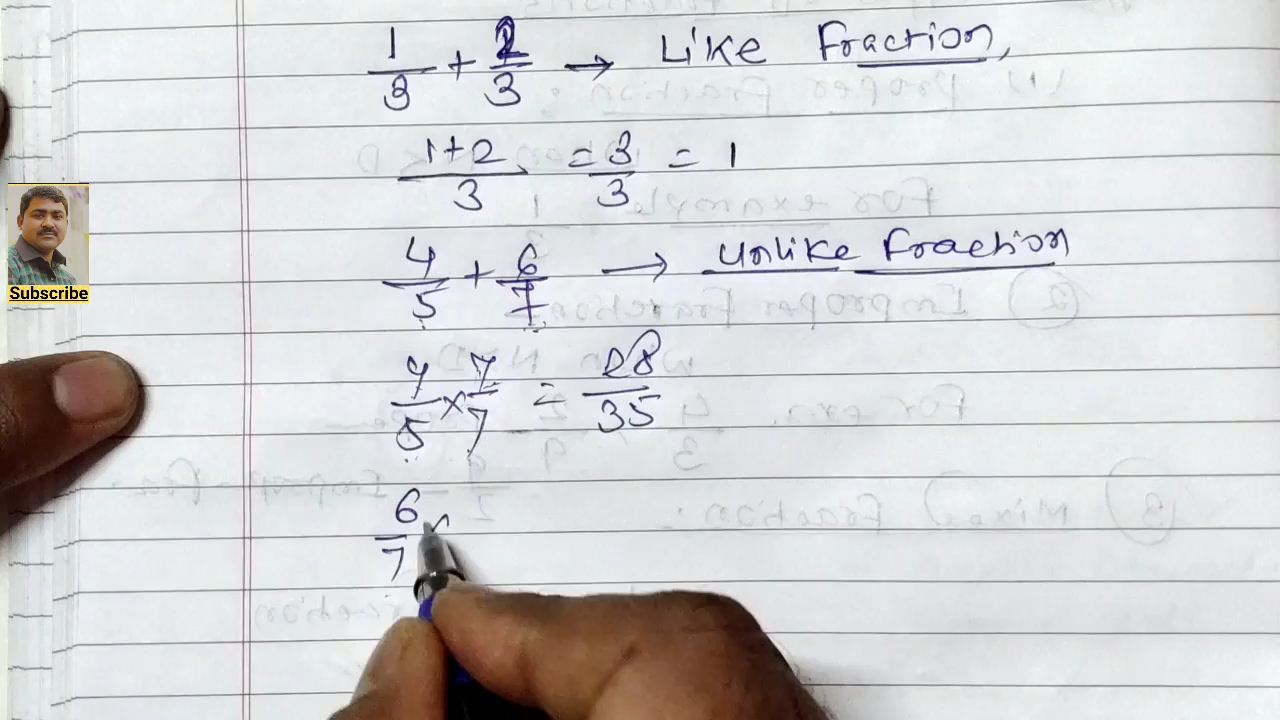 1/3 + 2/3 → Like Fraction,
1+2/3 = 3/3 = 1
4/5 + 6/7 → Unlike Fraction
4/5 × 7/7 = 28/35
6/7
Subscribe